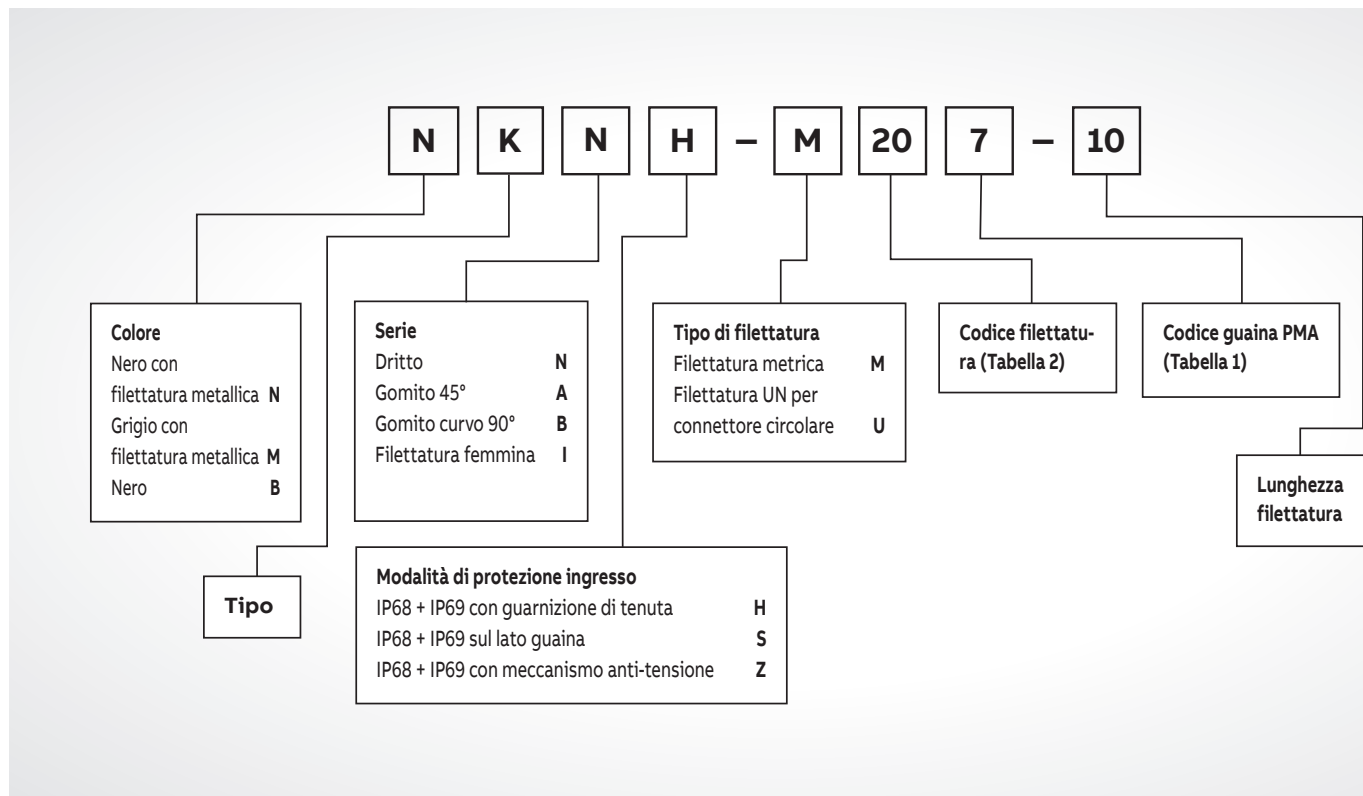 N K N H – M 20 7 – 10
Colore
Nero con
filettatura metallica N
Grigio con
filettatura metallica M
Nero B
Serie
Dritto N
Gomito 45° A
Gomito curvo 90° B
Filettatura femmina I
Tipo di filettatura
Filettatura metrica M
Filettatura UN per
connettore circolare U
Codice filettatu-
ra (Tabella 2)
Codice guaina PMA
(Tabella 1)
Lunghezza
filettatura
Tipo
Modalità di protezione ingresso
IP68 + IP69 con guarnizione di tenuta H
IP68 + IP69 sul lato guaina S
IP68 + IP69 con meccanismo anti-tensione Z